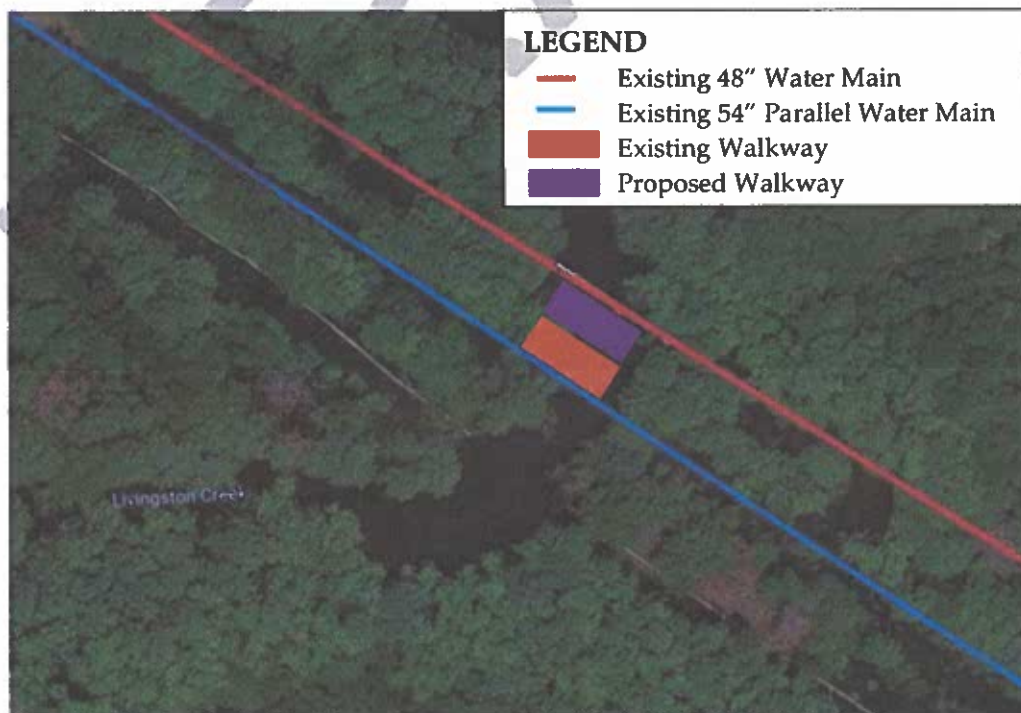 LEGEND
Existing 48" Water Main
Existing 54" Parallel Water Main
Existing Walkway
Proposed Walkway
Livingston Creek